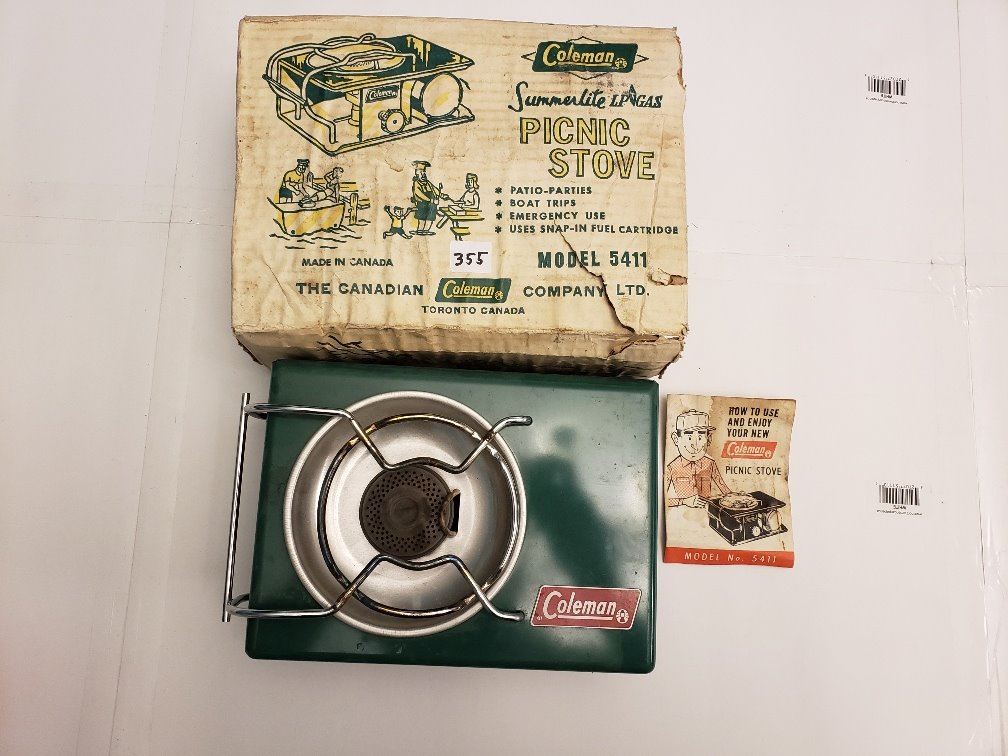 Coleman
Coleman
Summerlite LP GAS
PICNIC
STOVE
* PATIO-PARTIES
* BOAT TRIPS
* EMERGENCY USE
* USES SNAP-IN FUEL CARTRIDGE
MADE IN CANADA
355
MODEL 5411
THE CANADIAN Coleman COMPANY LTD.
TORONTO CANADA
Coleman
HOW TO USE
AND ENJOY
YOUR NEW
Coleman
PICNIC STOVE
MODEL No. 5411